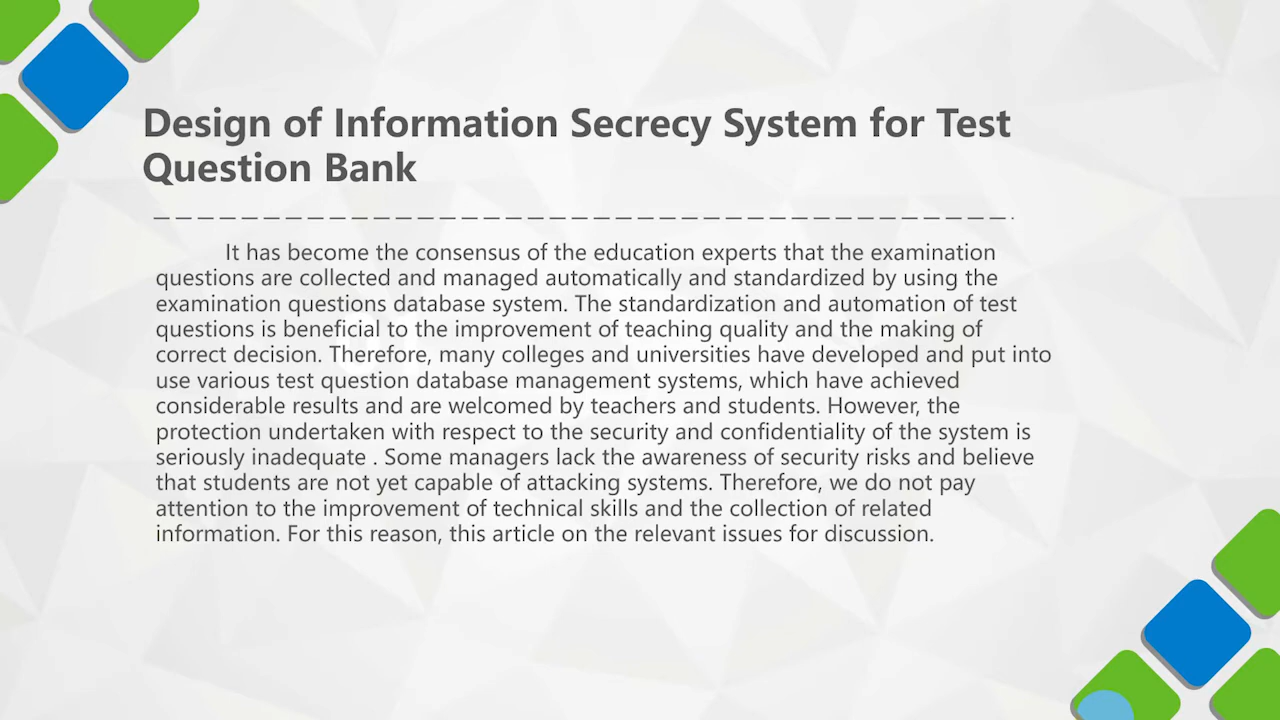 Design of Information Secrecy System for Test
Question Bank
It has become the consensus of the education experts that the examination
questions are collected and managed automatically and standardized by using the
examination questions database system. The standardization and automation of test
questions is beneficial to the improvement of teaching quality and the making of
correct decision. Therefore, many colleges and universities have developed and put into
use various test question database management systems, which have achieved
considerable results and are welcomed by teachers and students. However, the
protection undertaken with respect to the security and confidentiality of the system is
seriously inadequate . Some managers lack the awareness of security risks and believe
that students are not yet capable of attacking systems. Therefore, we do not pay
attention to the improvement of technical skills and the collection of related
information. For this reason, this article on the relevant issues for discussion.